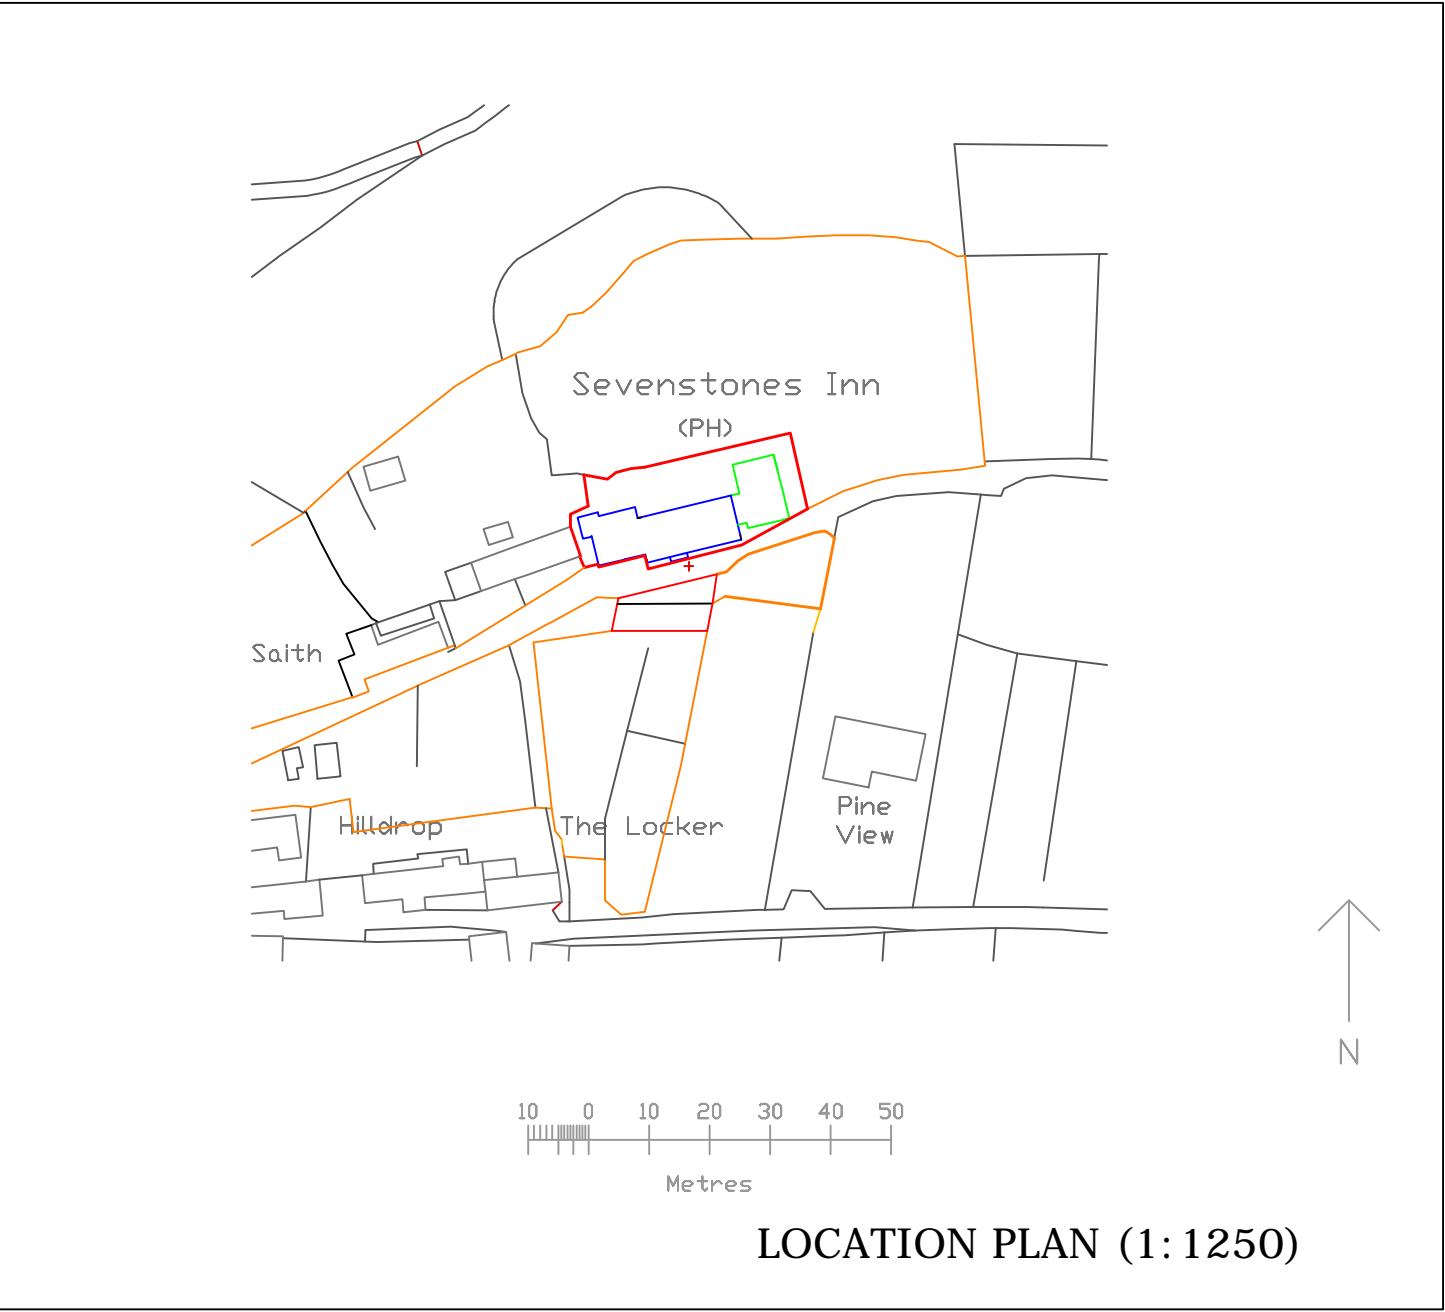 Sevenstones Inn
(PH)
Saith
Pine
View
Hilldrop
The Locker
N
10 0 10 20 30 40 50
Metres
LOCATION PLAN (1:1250)